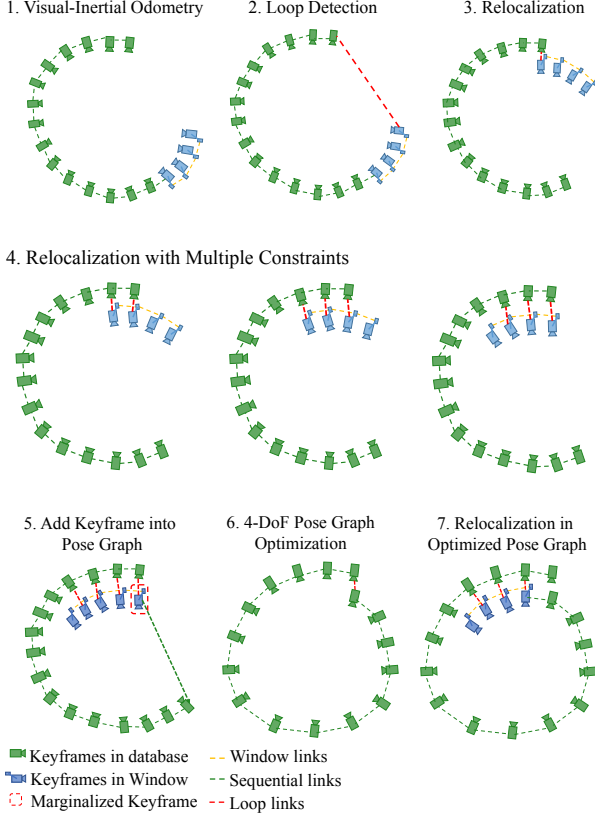 1. Visual-Inertial Odometry
2. Loop Detection
3. Relocalization
4. Relocalization with Multiple Constraints
5. Add Keyframe into
Pose Graph
6. 4-DoF Pose Graph
Optimization
7. Relocalization in
Optimized Pose Graph
Keyframes in database
Keyframes in Window
Marginalized Keyframe
Window links
Sequential links
Loop links